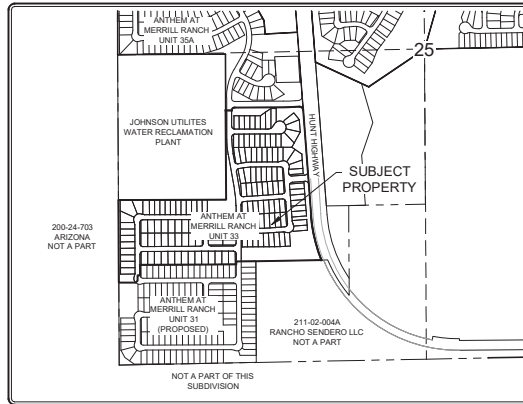 ANTHEM AT
MERRILL RANCH
UNIT 35A
25
JOHNSON UTILITES
WATER RECLAMATION
PLANT
HUNT HIGHWAY
SUBJECT
PROPERTY
200-24-703
ARIZONA
NOT A PART
ANTHEM AT
MERRILL RANCH
UNIT 33
ANTHEM AT
MERRILL RANCH
UNIT 31
(PROPOSED)
211-02-004A
RANCHO SENDERO LLC
NOT A PART
NOT A PART OF THIS
SUBDIVISION